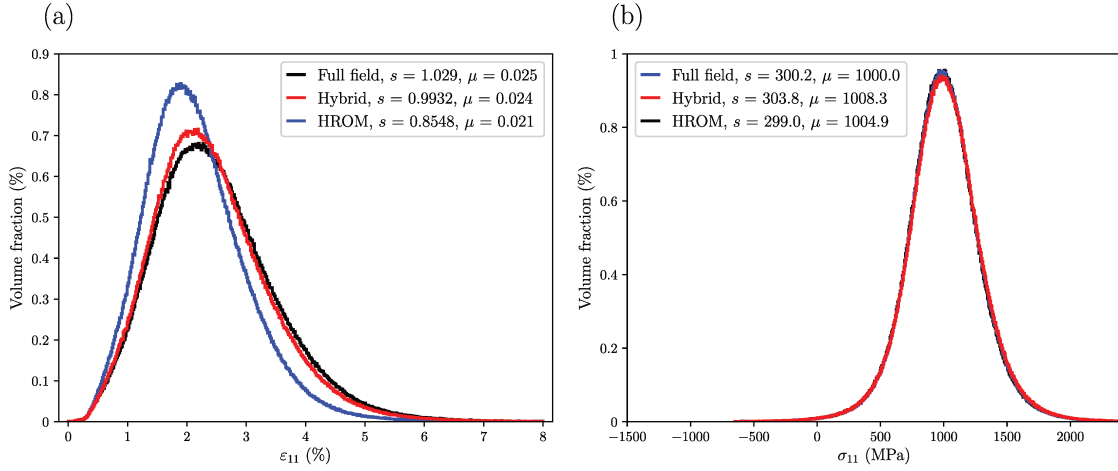 (a)
0.9
0.8
0.7
0.6
0.5
0.4
0.3
0.2
0.1
0
Volume fraction (%)
Full field, s = 1.029, μ = 0.025
Hybrid, s = 0.9932, μ = 0.024
HROM, s = 0.8548, μ = 0.021
0 1 2 3 4 5 6 7 8
ε₁₁ (%)
(b)
1
0.8
0.6
0.4
0.2
0
Volume fraction (%)
Full field, s = 300.2, μ = 1000.0
Hybrid, s = 303.8, μ = 1008.3
HROM, s = 299.0, μ = 1004.9
−1500 −1000 0 500 1000 1500 2000
σ₁₁ (MPa)